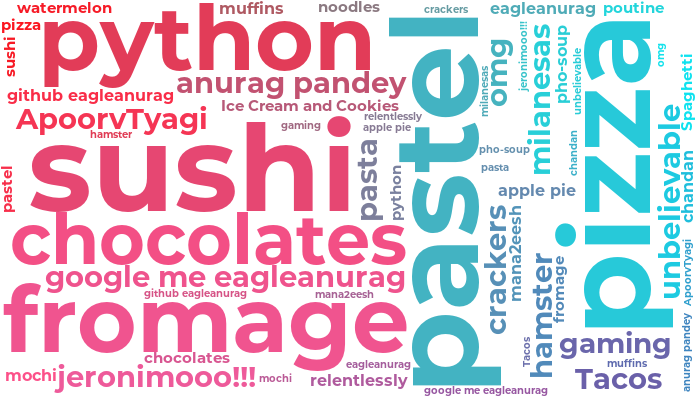 watermelon
muffins
noodles
crackers
eagleanurag
poutine
pizza
python
sushi
anurag pandey
github eagleanurag
Ice Cream and Cookies
ApoorvTyagi
hamster
gaming
relentlessly
apple pie
sushi
pastel
pasta
python
chocolates
google me eagleanurag
github eagleanurag
mana2eesh
fromage
chocolates
mochi
jeronimooo!!!
mochi
eagleanurag
relentlessly
pastel
google me eagleanurag
milanesas
omg
jeronimooo!!!
milanesas
pho-soup
unbelievable
chandan
pho-soup
pasta
apple pie
crackers
mana2eesh
hamster
fromage
Tacos
pizza
omg
Spaghetti
unbelievable
chandan
ApoorvTyagi
anurag pandey
gaming
muffins
Tacos